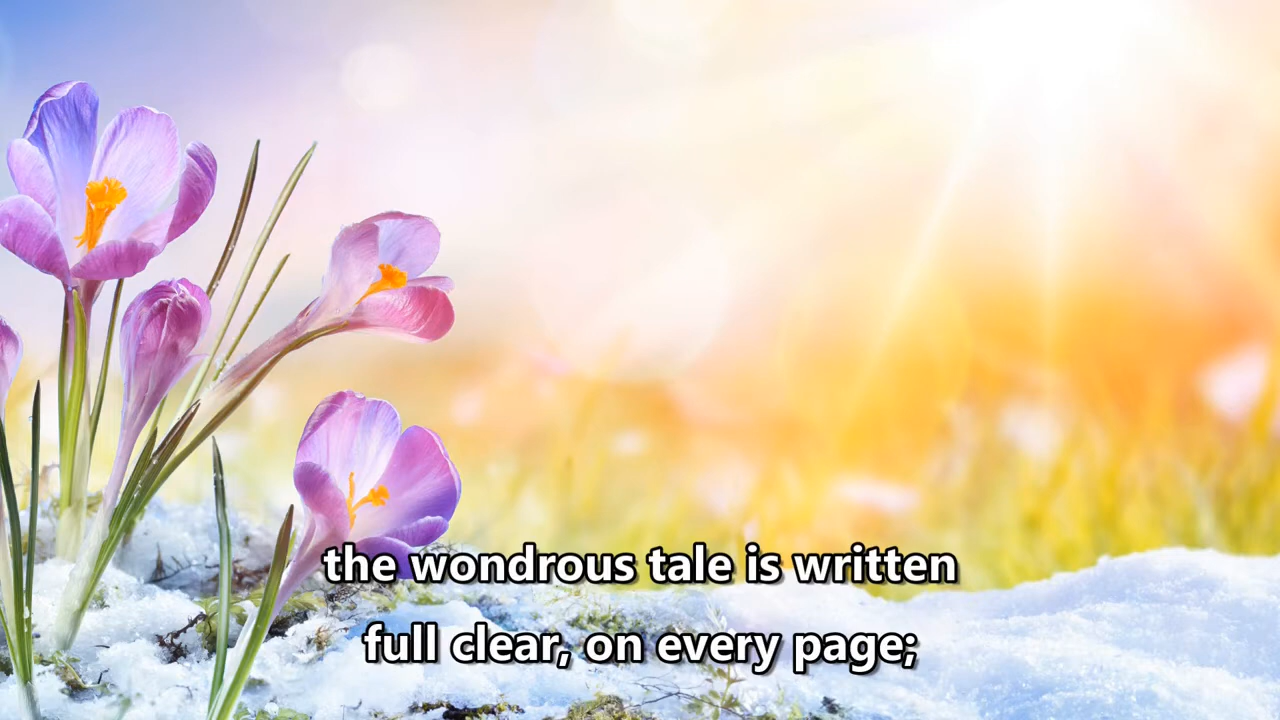 the wondrous tale is written
full clear, on every page;